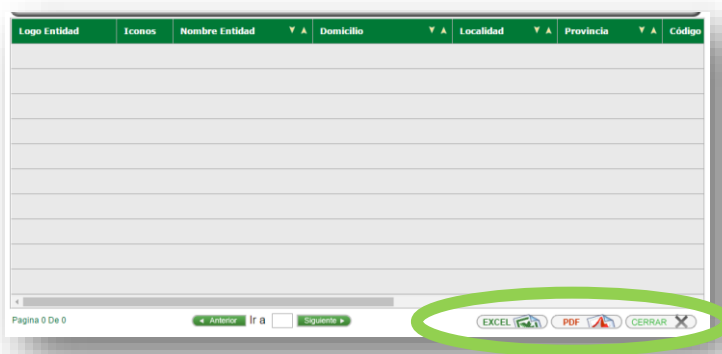 Logo Entidad Iconos Nombre Entidad Domicilio Localidad Provincia Código
Pagina 0 De 0 Anterior Ir a Siguiente EXCEL PDF CERRAR